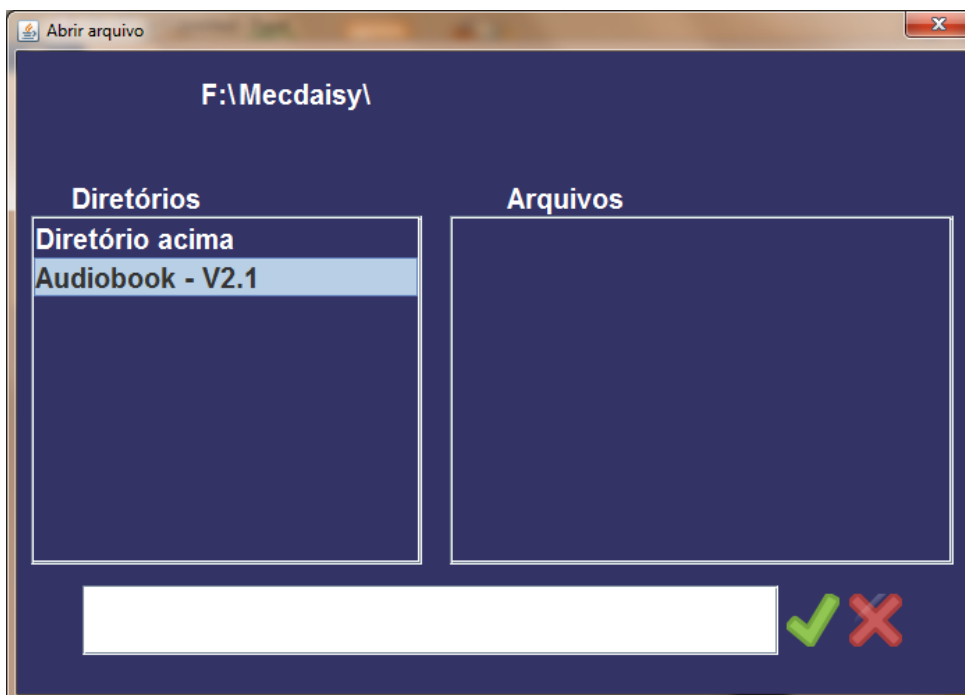 Abrir arquivo
F:\Mecdaisy\
Diretórios
Arquivos
Diretório acima
Audiobook - V2.1